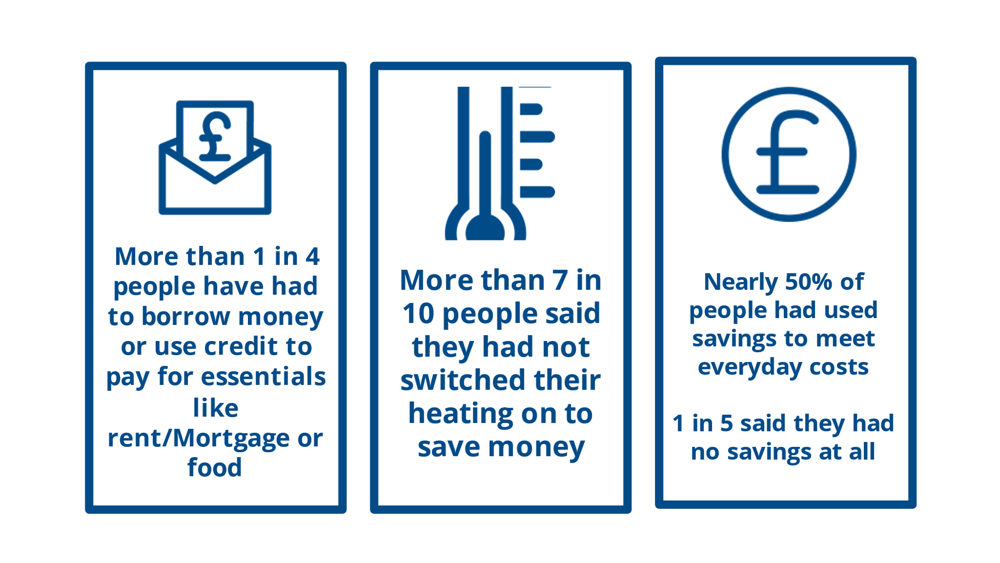 More than 1 in 4
people have had
to borrow money
or use credit to
pay for essentials
like
rent/Mortgage or
food
More than 7 in
10 people said
they had not
switched their
heating on to
save money
Nearly 50% of
people had used
savings to meet
everyday costs
1 in 5 said they had
no savings at all